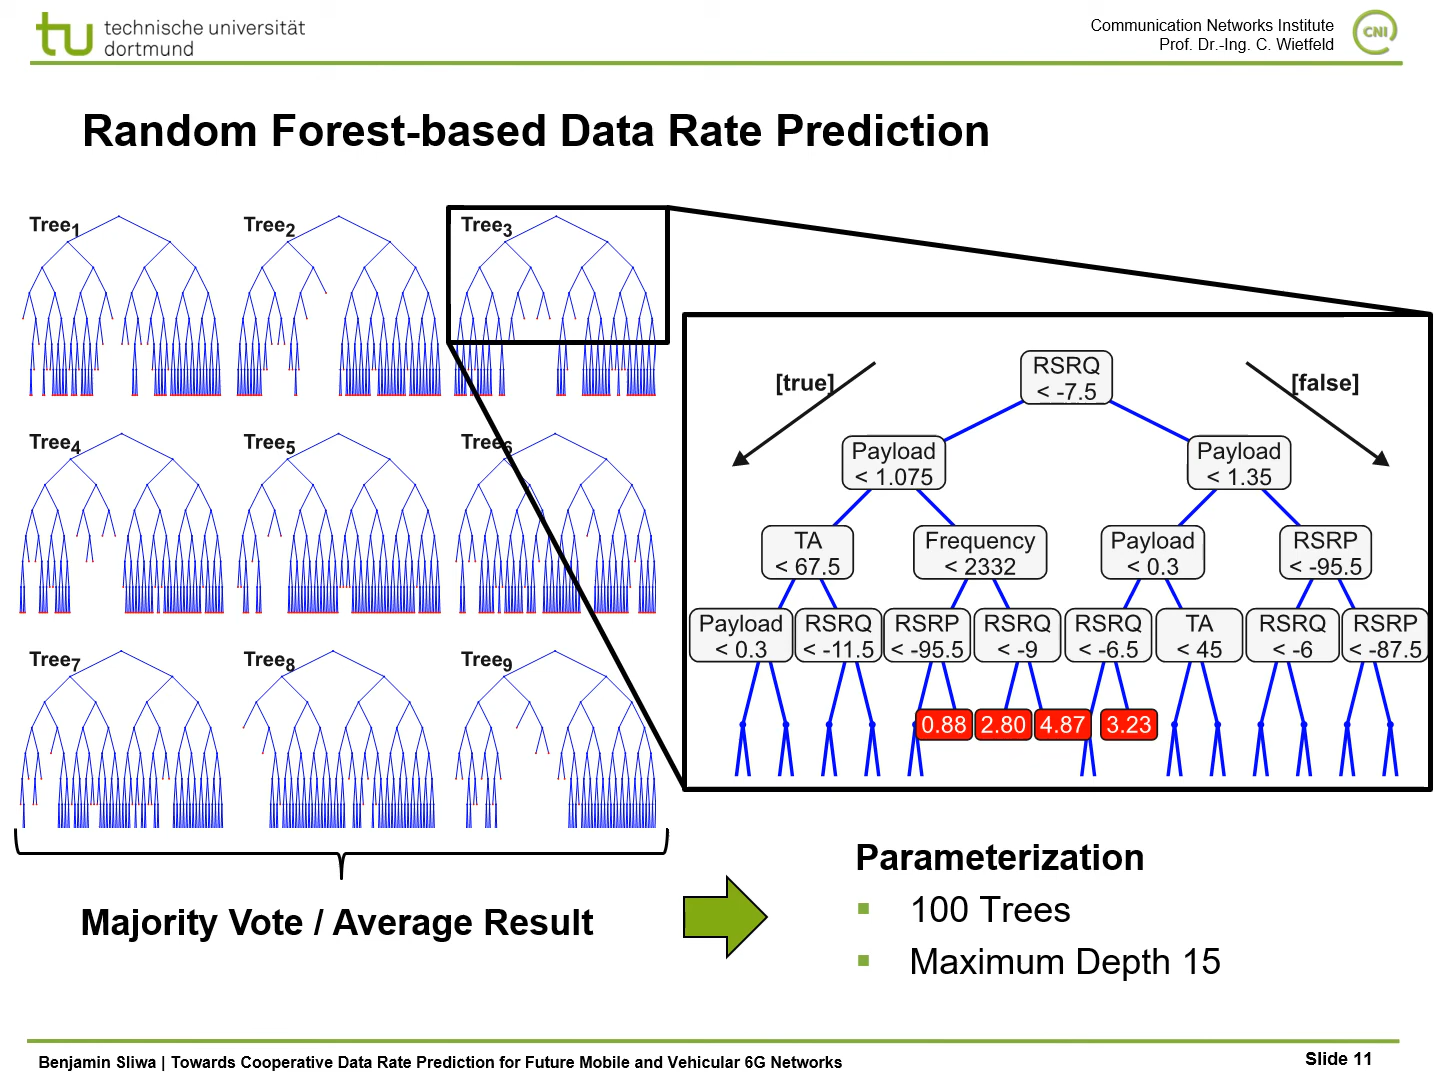 technische universität
dortmund
Communication Networks Institute
Prof. Dr.-Ing. C. Wietfeld
CNI
Random Forest-based Data Rate Prediction
Tree1
Tree2
Tree3
Tree4
Tree5
Tree6
Tree7
Tree8
Tree9
[true]
[false]
RSRQ
< -7.5
Payload
< 1.075
Payload
< 1.35
TA
< 67.5
Frequency
< 2332
Payload
< 0.3
RSRP
< -95.5
Payload
< 0.3
RSRQ
< -11.5
RSRP
< -95.5
RSRQ
< -9
RSRQ
< -6.5
TA
< 45
RSRQ
< -6
RSRP
< -87.5
0.88
2.80
4.87
3.23
Majority Vote / Average Result
Parameterization
▪ 100 Trees
▪ Maximum Depth 15
Benjamin Sliwa | Towards Cooperative Data Rate Prediction for Future Mobile and Vehicular 6G Networks
Slide 11